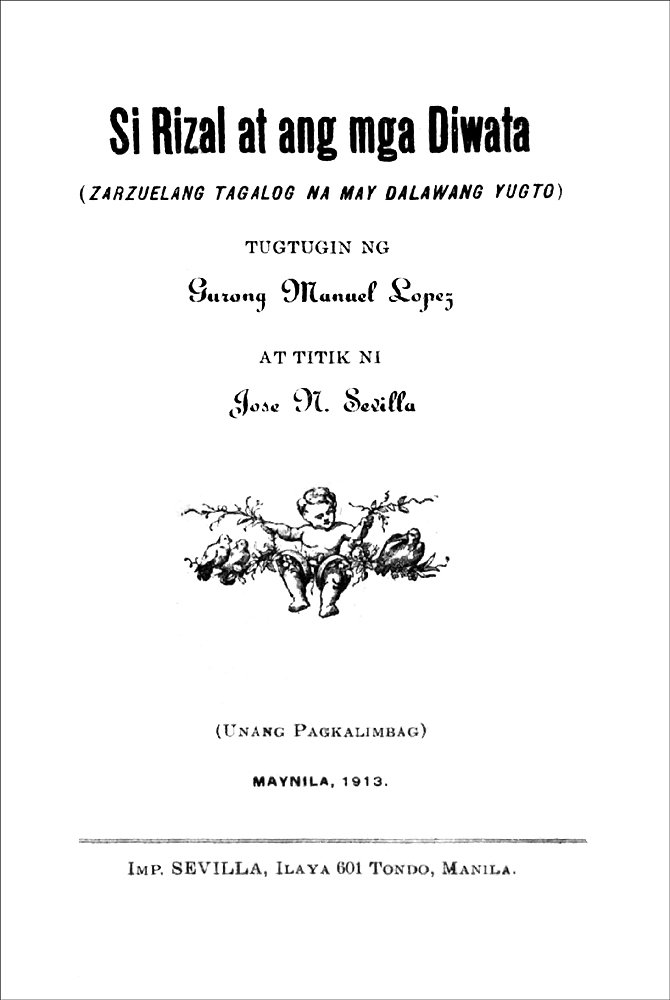 Si Rizal at ang mga Diwata
(ZARZUELANG TAGALOG NA MAY DALAWANG YUGTO)
TUGTUGIN NG
Gurong Manuel Lopez
AT TITIK NI
Jose N. Sevilla
(Unang Pagkalimbag)
MAYNILA, 1913.
Imp. SEVILLA, Ilaya 601 Tondo, Manila.